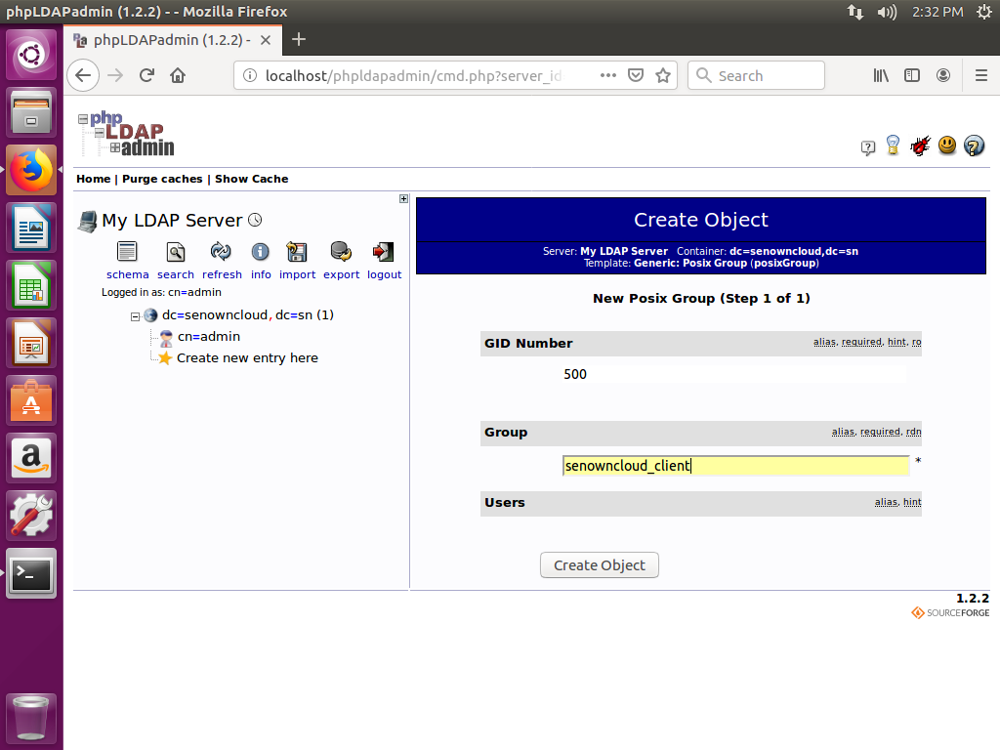 phpLDAPadmin (1.2.2) - - Mozilla Firefox
2:32 PM
phpLDAPadmin (1.2.2) -
localhost/phpldapadmin/cmd.php?server_id
Search
php
LDAP
admin
Home | Purge caches | Show Cache
My LDAP Server
schema search refresh info import export logout
Logged in as: cn=admin
dc=senowncloud,dc=sn (1)
cn=admin
Create new entry here
Create Object
Server: My LDAP Server Container: dc=senowncloud,dc=sn
Template: Generic: Posix Group (posixGroup)
New Posix Group (Step 1 of 1)
GID Number alias, required, hint, ro
500
Group alias, required, rdn
senowncloud_client *
Users alias, hint
Create Object
1.2.2
SOURCEFORGE